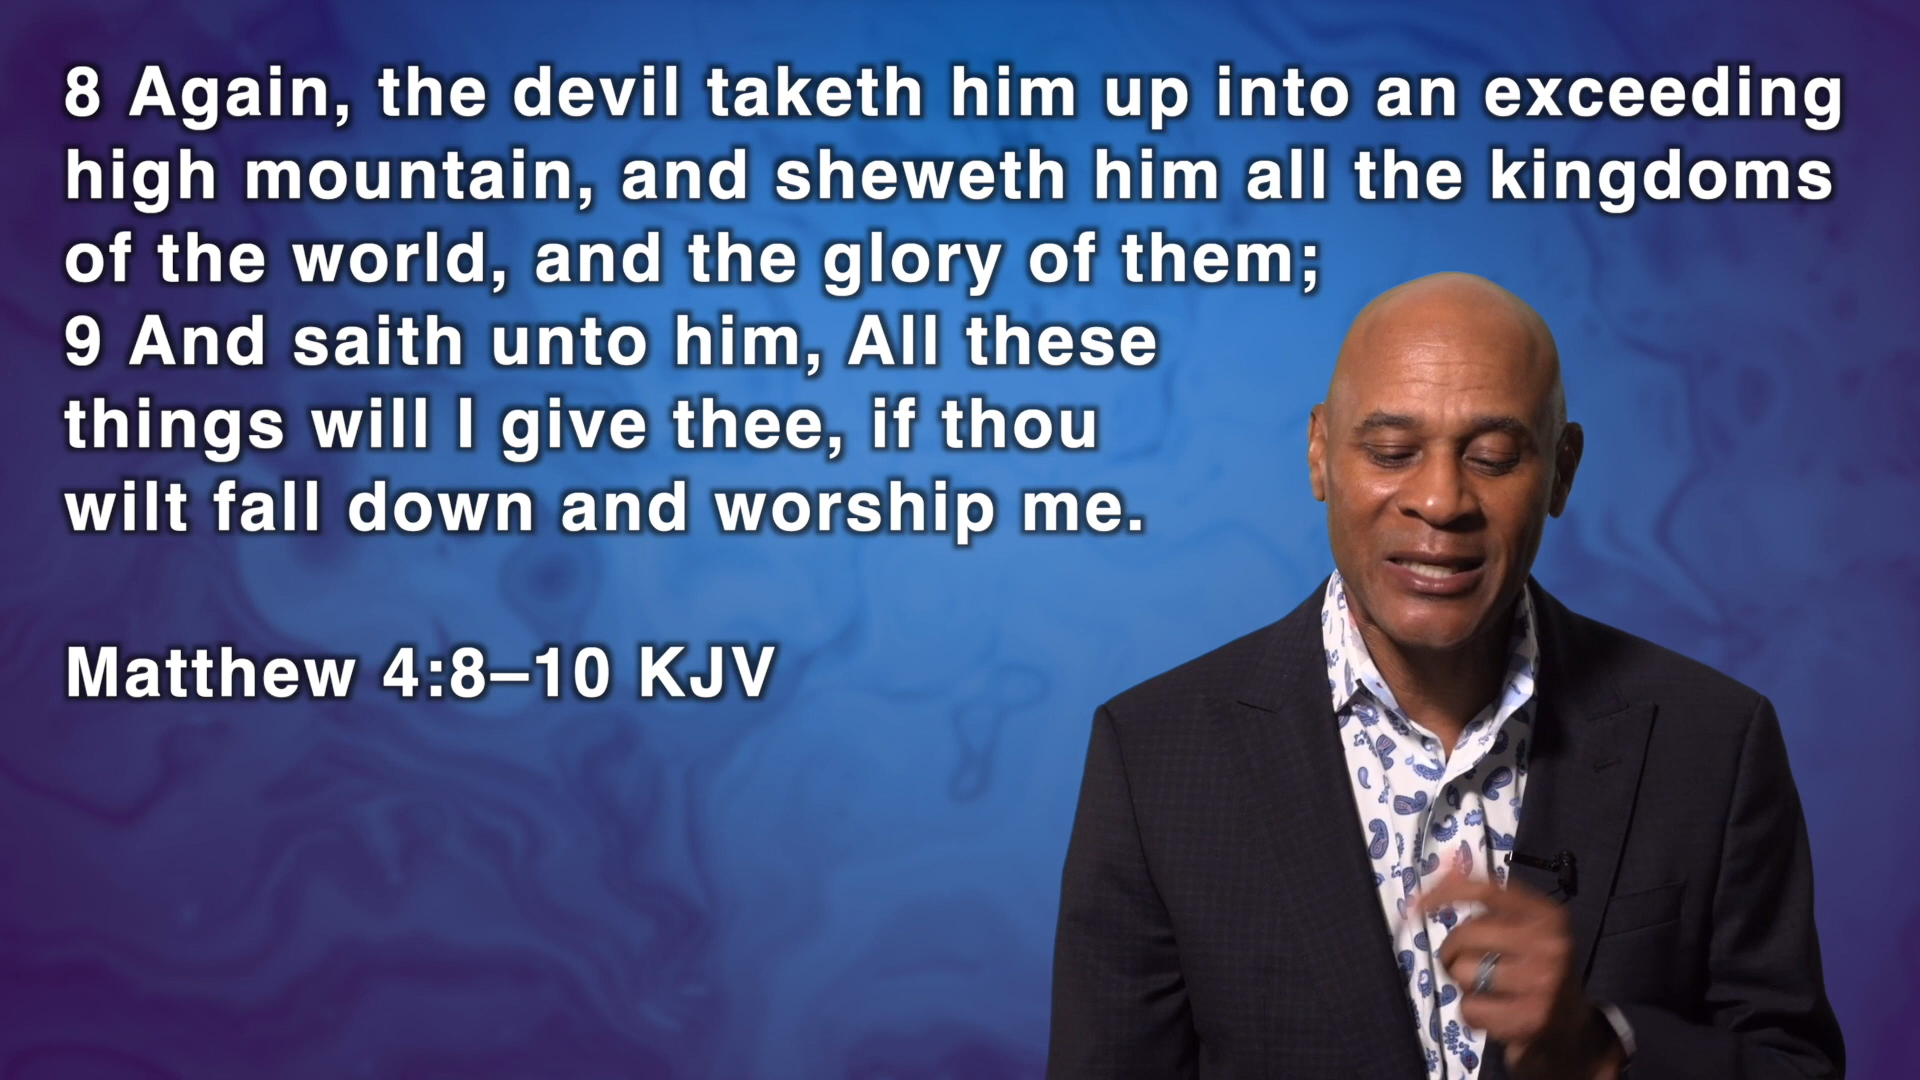 8 Again, the devil taketh him up into an exceeding
high mountain, and sheweth him all the kingdoms
of the world, and the glory of them;
9 And saith unto him, All these
things will I give thee, if thou
wilt fall down and worship me.
Matthew 4:8–10 KJV